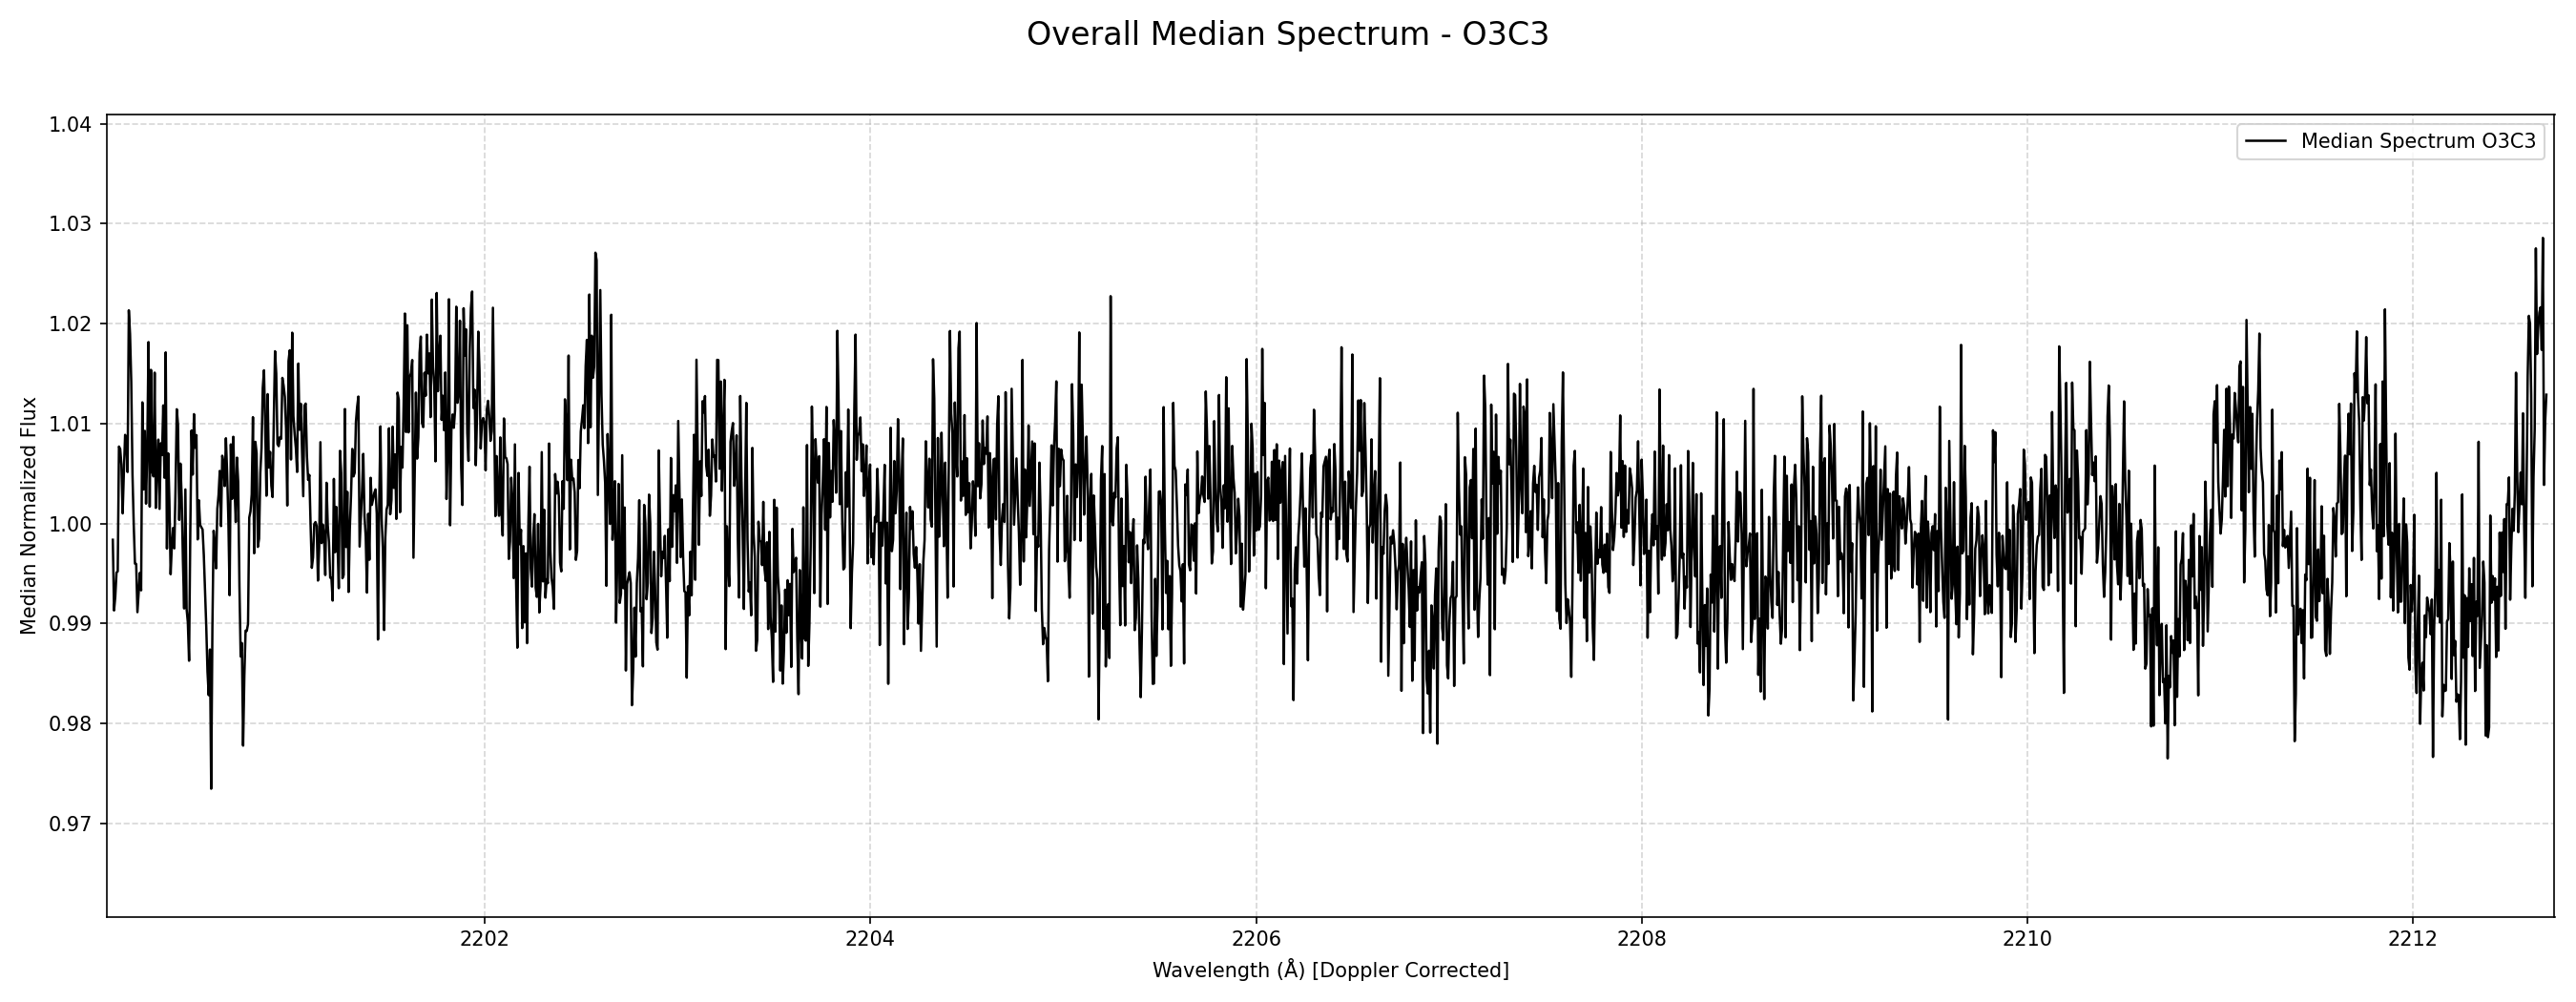 Overall Median Spectrum - O3C3
Median Spectrum O3C3
Median Normalized Flux
1.04
1.03
1.02
1.01
1.00
0.99
0.98
0.97
2202 2204 2206 2208 2210 2212
Wavelength (Å) [Doppler Corrected]